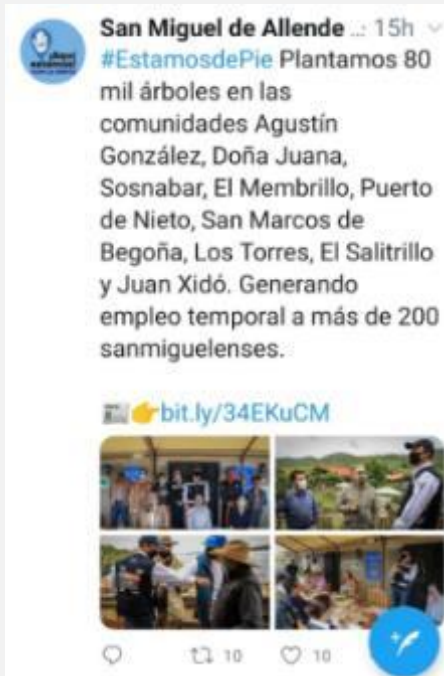 San Miguel de Allende ..: 15h
#EstamosdePie Plantamos 80
mil árboles en las
comunidades Agustín
González, Doña Juana,
Sosnabar, El Membrillo, Puerto
de Nieto, San Marcos de
Begoña, Los Torres, El Salitrillo
y Juan Xidó. Generando
empleo temporal a más de 200
sanmiguelenses.
bit.ly/34EKuCM
10 10